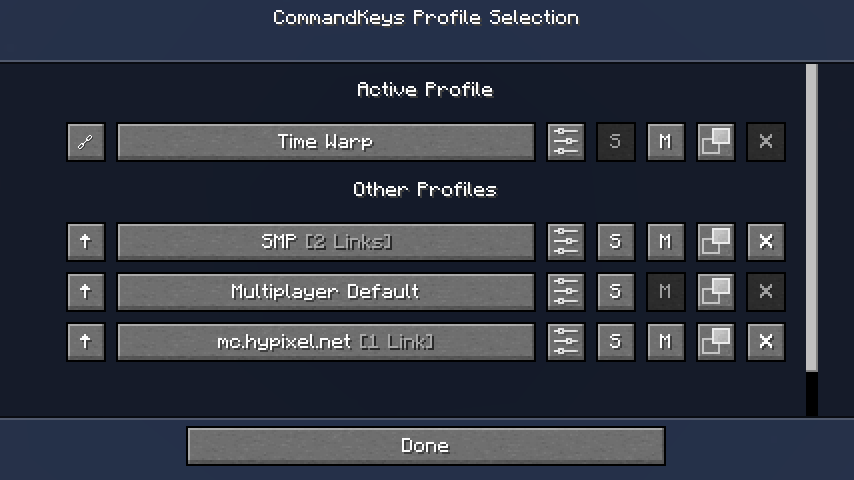 CommandKeys Profile Selection
Active Profile
Time Warp S M X
Other Profiles
SMP [2 Links] S M X
Multiplayer Default S M X
mc.hypixel.net [1 Link] S M X
Done